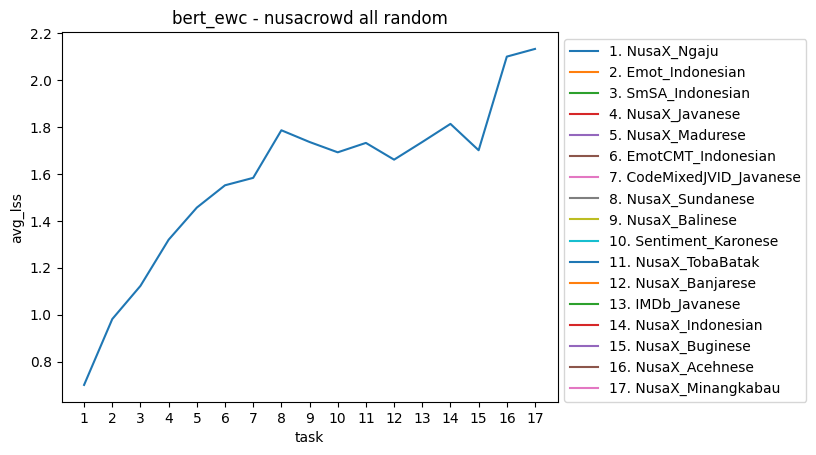 bert_ewc - nusacrowd all random
2.2
2.0
1.8
1.6
1.4
1.2
1.0
0.8
avg_lss
1 2 3 4 5 6 7 8 9 10 11 12 13 14 15 16 17
task
1. NusaX_Ngaju
2. Emot_Indonesian
3. SmSA_Indonesian
4. NusaX_Javanese
5. NusaX_Madurese
6. EmotCMT_Indonesian
7. CodeMixedJVID_Javanese
8. NusaX_Sundanese
9. NusaX_Balinese
10. Sentiment_Karonese
11. NusaX_TobaBatak
12. NusaX_Banjarese
13. IMDb_Javanese
14. NusaX_Indonesian
15. NusaX_Buginese
16. NusaX_Acehnese
17. NusaX_Minangkabau